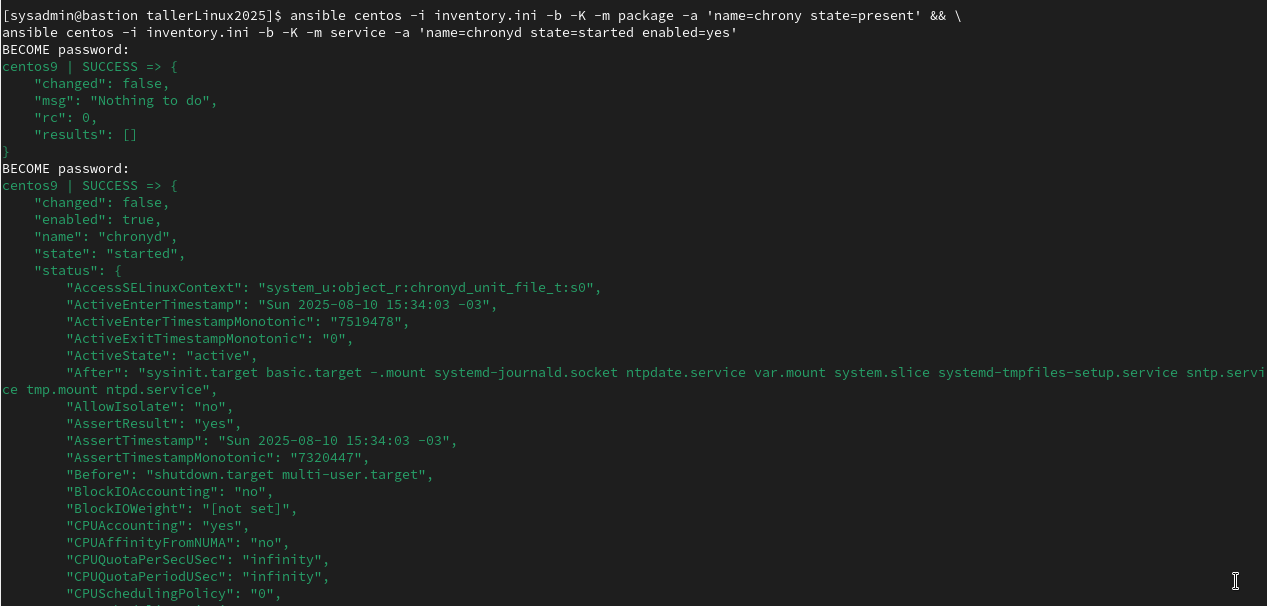 [sysadmin@bastion tallerLinux2025]$ ansible centos -i inventory.ini -b -K -m package -a 'name=chrony state=present' && \
ansible centos -i inventory.ini -b -K -m service -a 'name=chronyd state=started enabled=yes'
BECOME password:
centos9 | SUCCESS => {
    "changed": false,
    "msg": "Nothing to do",
    "rc": 0,
    "results": []
}
BECOME password:
centos9 | SUCCESS => {
    "changed": false,
    "enabled": true,
    "name": "chronyd",
    "state": "started",
    "status": {
        "AccessSELinuxContext": "system_u:object_r:chronyd_unit_file_t:s0",
        "ActiveEnterTimestamp": "Sun 2025-08-10 15:34:03 -03",
        "ActiveEnterTimestampMonotonic": "7519478",
        "ActiveExitTimestampMonotonic": "0",
        "ActiveState": "active",
        "After": "sysinit.target basic.target -.mount systemd-journald.socket ntpdate.service var.mount system.slice systemd-tmpfiles-setup.service sntp.servi
ce tmp.mount ntpd.service",
        "AllowIsolate": "no",
        "AssertResult": "yes",
        "AssertTimestamp": "Sun 2025-08-10 15:34:03 -03",
        "AssertTimestampMonotonic": "7320447",
        "Before": "shutdown.target multi-user.target",
        "BlockIOAccounting": "no",
        "BlockIOWeight": "[not set]",
        "CPUAccounting": "yes",
        "CPUAffinityFromNUMA": "no",
        "CPUQuotaPerSecUSec": "infinity",
        "CPUQuotaPeriodUSec": "infinity",
        "CPUSchedulingPolicy": "0",